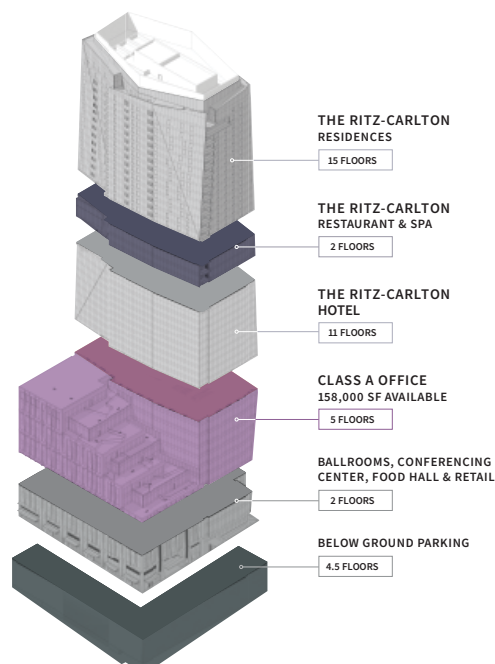 THE RITZ-CARLTON
RESIDENCES
15 FLOORS
THE RITZ-CARLTON
RESTAURANT & SPA
2 FLOORS
THE RITZ-CARLTON
HOTEL
11 FLOORS
CLASS A OFFICE
158,000 SF AVAILABLE
5 FLOORS
BALLROOMS, CONFERENCING
CENTER, FOOD HALL & RETAIL
2 FLOORS
BELOW GROUND PARKING
4.5 FLOORS